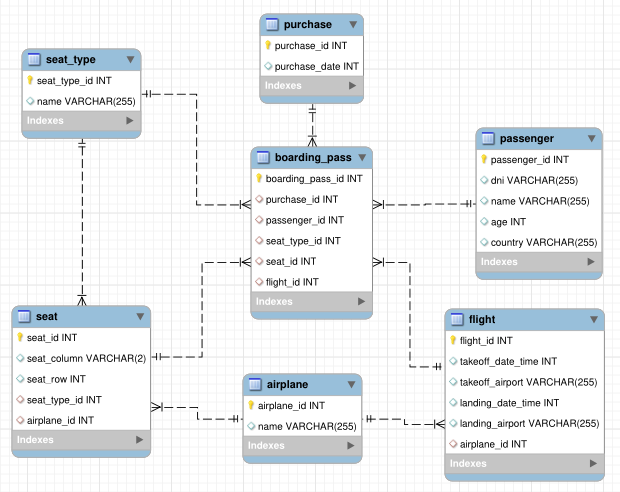 purchase
purchase_id INT
purchase_date INT
Indexes
seat_type
seat_type_id INT
name VARCHAR(255)
Indexes
boarding_pass
boarding_pass_id INT
purchase_id INT
passenger_id INT
seat_type_id INT
seat_id INT
flight_id INT
Indexes
passenger
passenger_id INT
dni VARCHAR(255)
name VARCHAR(255)
age INT
country VARCHAR(255)
Indexes
seat
seat_id INT
seat_column VARCHAR(2)
seat_row INT
seat_type_id INT
airplane_id INT
Indexes
airplane
airplane_id INT
name VARCHAR(255)
Indexes
flight
flight_id INT
takeoff_date_time INT
takeoff_airport VARCHAR(255)
landing_date_time INT
landing_airport VARCHAR(255)
airplane_id INT
Indexes